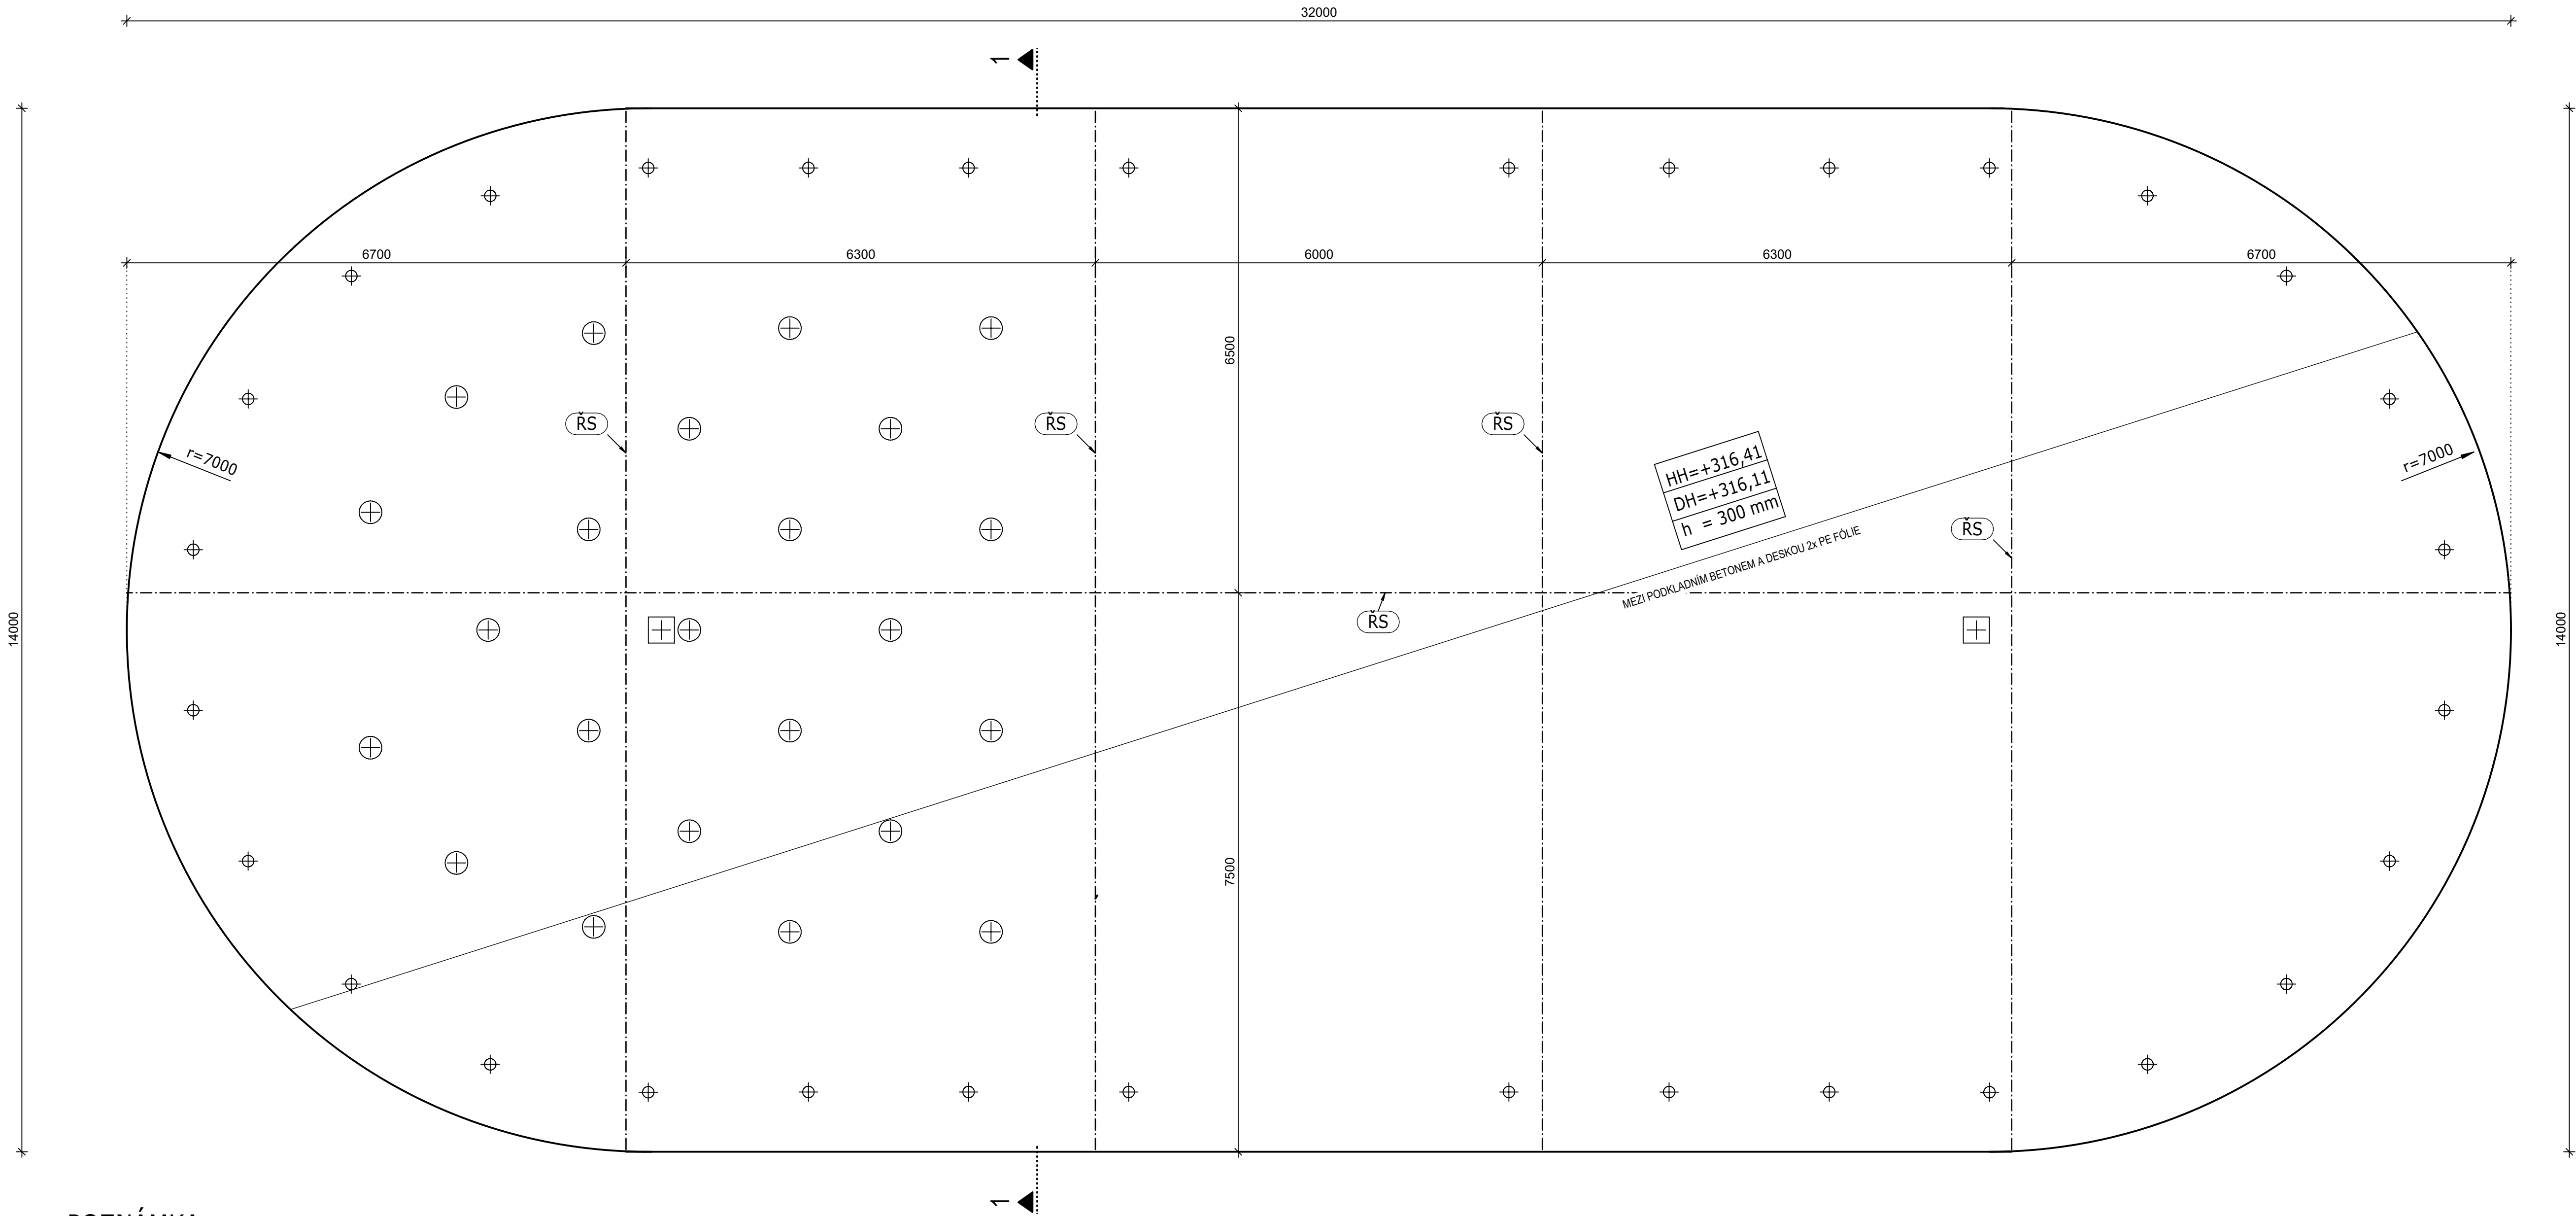 32000
1
6700
6300
6000
6300
6700
6500
ŘS
ŘS
ŘS
r=7000
HH=+316,41
DH=+316,11
h = 300 mm
r=7000
MEZI PODKLADNÍM BETONEM A DESKOU 2x PE FÓLIE
ŘS
ŘS
14000
14000
7500
1